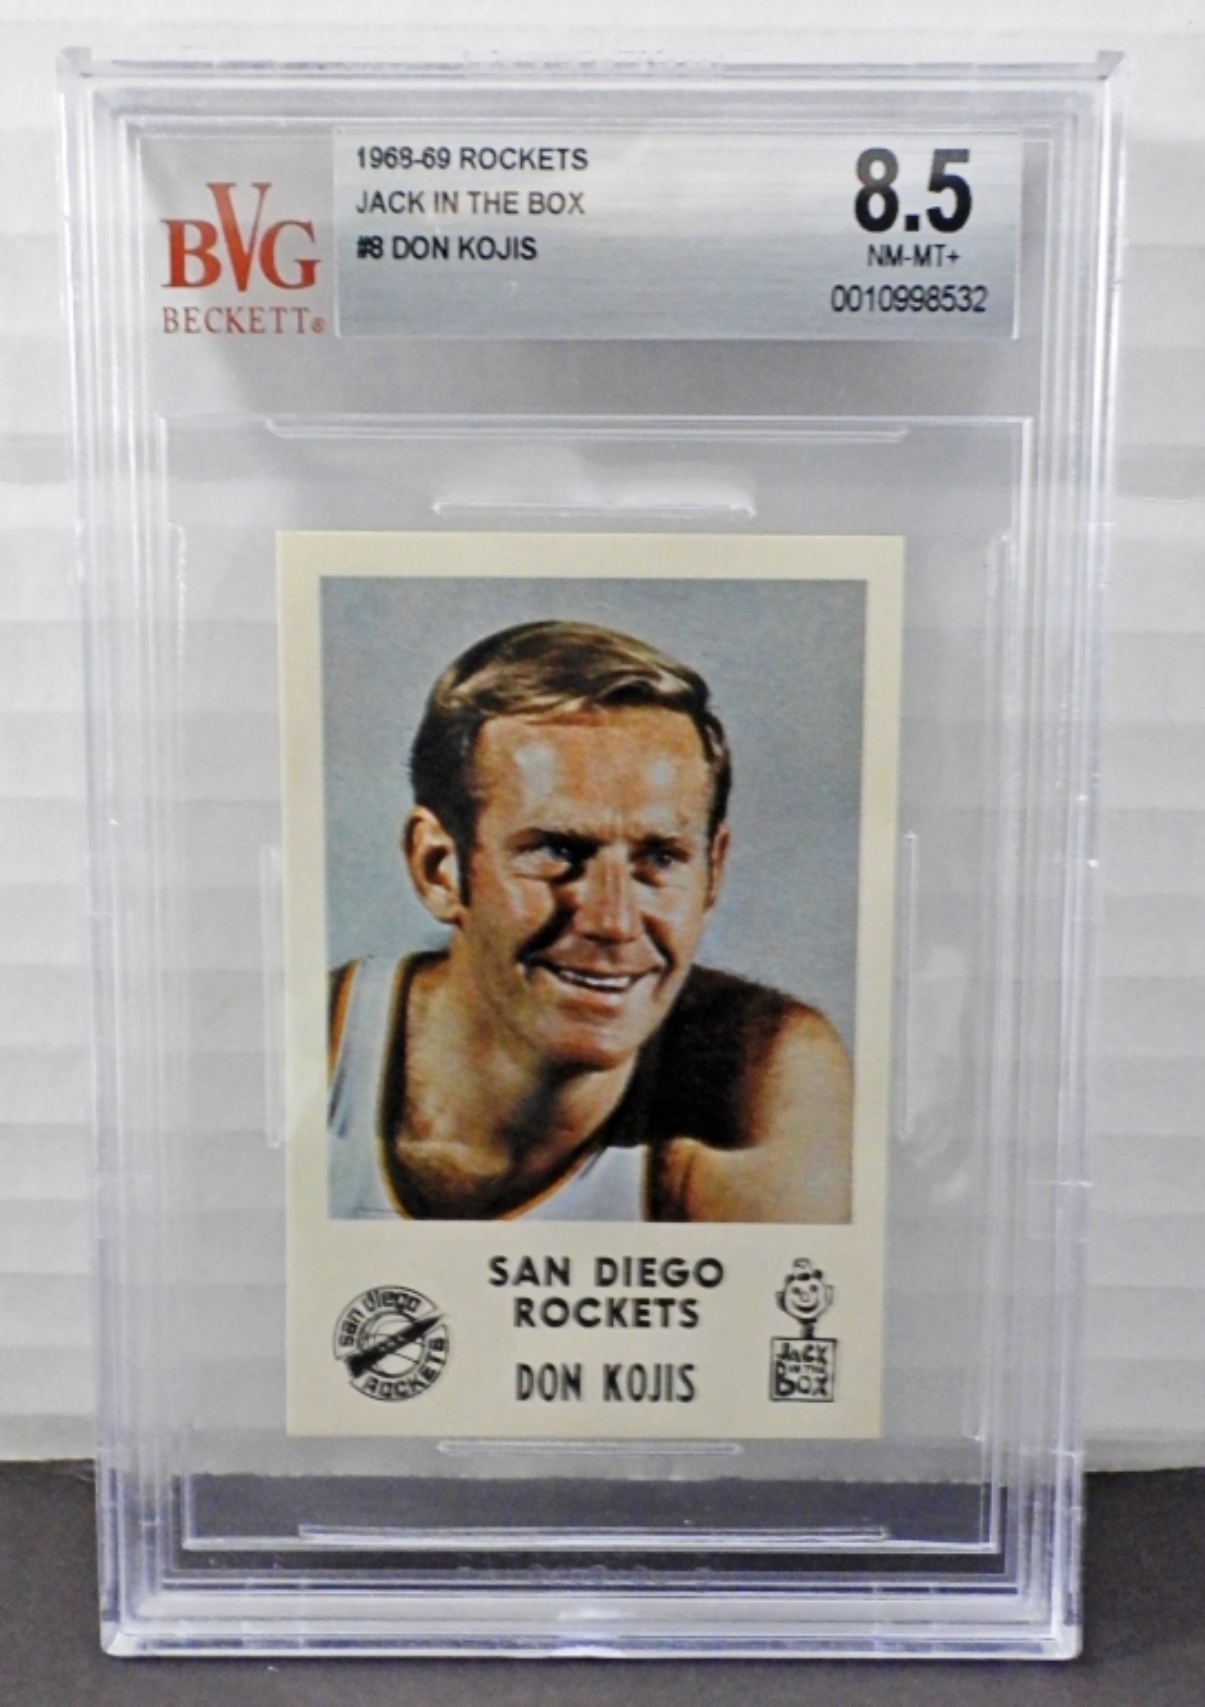 BVG
BECKETT®
1968-69 ROCKETS
JACK IN THE BOX
#8 DON KOJIS
8.5
NM-MT+
0010998532
SAN DIEGO
ROCKETS
DON KOJIS
san diego
ROCKETS
JACK
IN THE
BOX